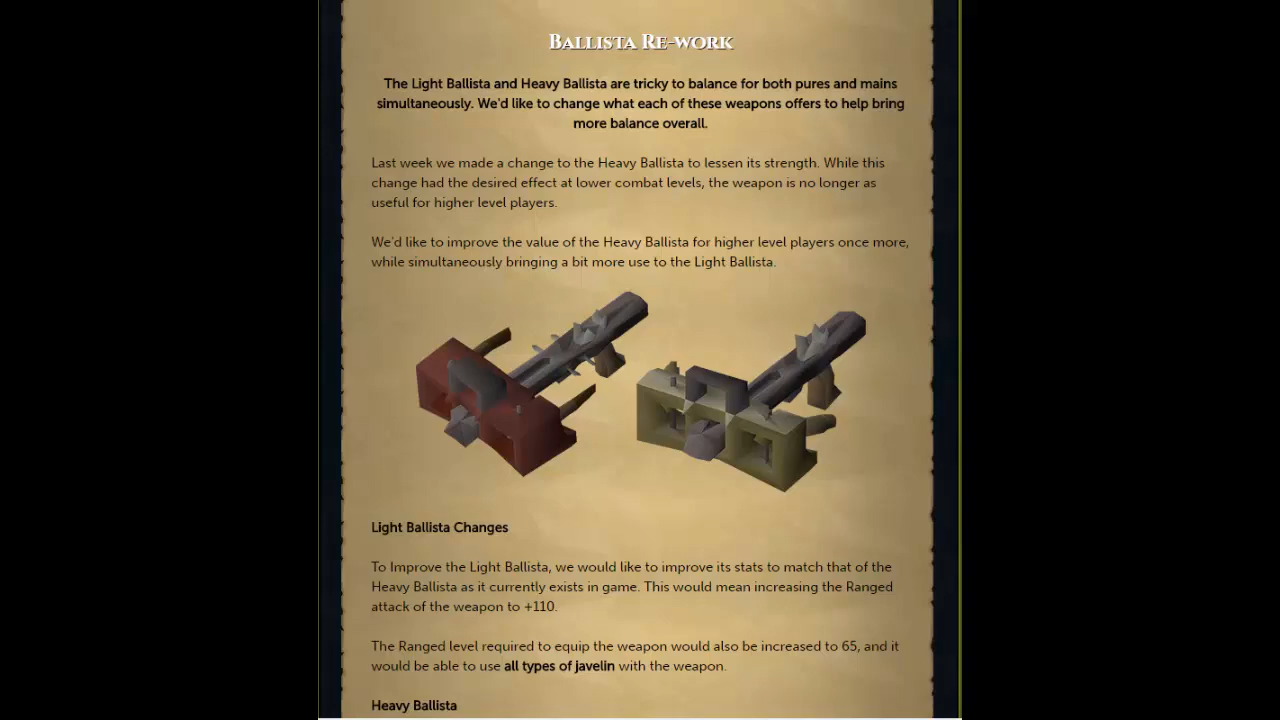 Ballista Re-work
The Light Ballista and Heavy Ballista are tricky to balance for both pures and mains
simultaneously. We'd like to change what each of these weapons offers to help bring
more balance overall.
Last week we made a change to the Heavy Ballista to lessen its strength. While this
change had the desired effect at lower combat levels, the weapon is no longer as
useful for higher level players.
We'd like to improve the value of the Heavy Ballista for higher level players once more,
while simultaneously bringing a bit more use to the Light Ballista.
Light Ballista Changes
To Improve the Light Ballista, we would like to improve its stats to match that of the
Heavy Ballista as it currently exists in game. This would mean increasing the Ranged
attack of the weapon to +110.
The Ranged level required to equip the weapon would also be increased to 65, and it
would be able to use all types of javelin with the weapon.
Heavy Ballista